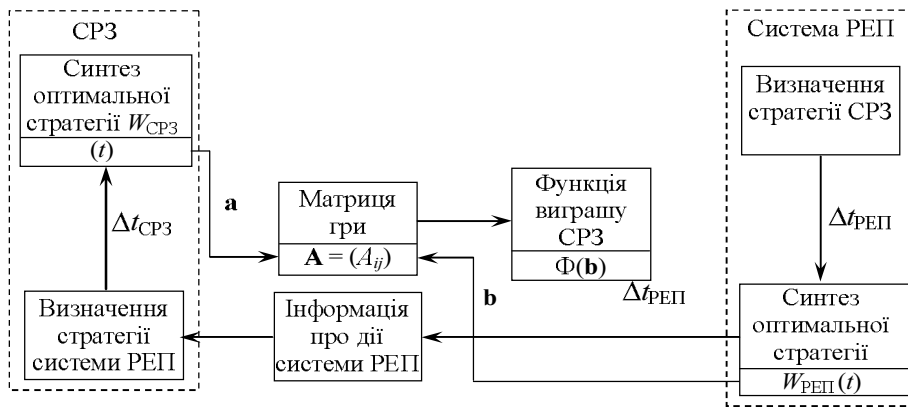 СРЗ
Синтез
оптимальної
стратегії WСРЗ
(t)
ΔtСРЗ
Визначення
стратегії
системи РЕП
a
Матриця
гри
A = (Aij)
Інформація
про дії
системи РЕП
Функція
виграшу
СРЗ
Φ(b)
ΔtРЕП
b
Система РЕП
Визначення
стратегії СРЗ
ΔtРЕП
Синтез
оптимальної
стратегії
WРЕП (t)